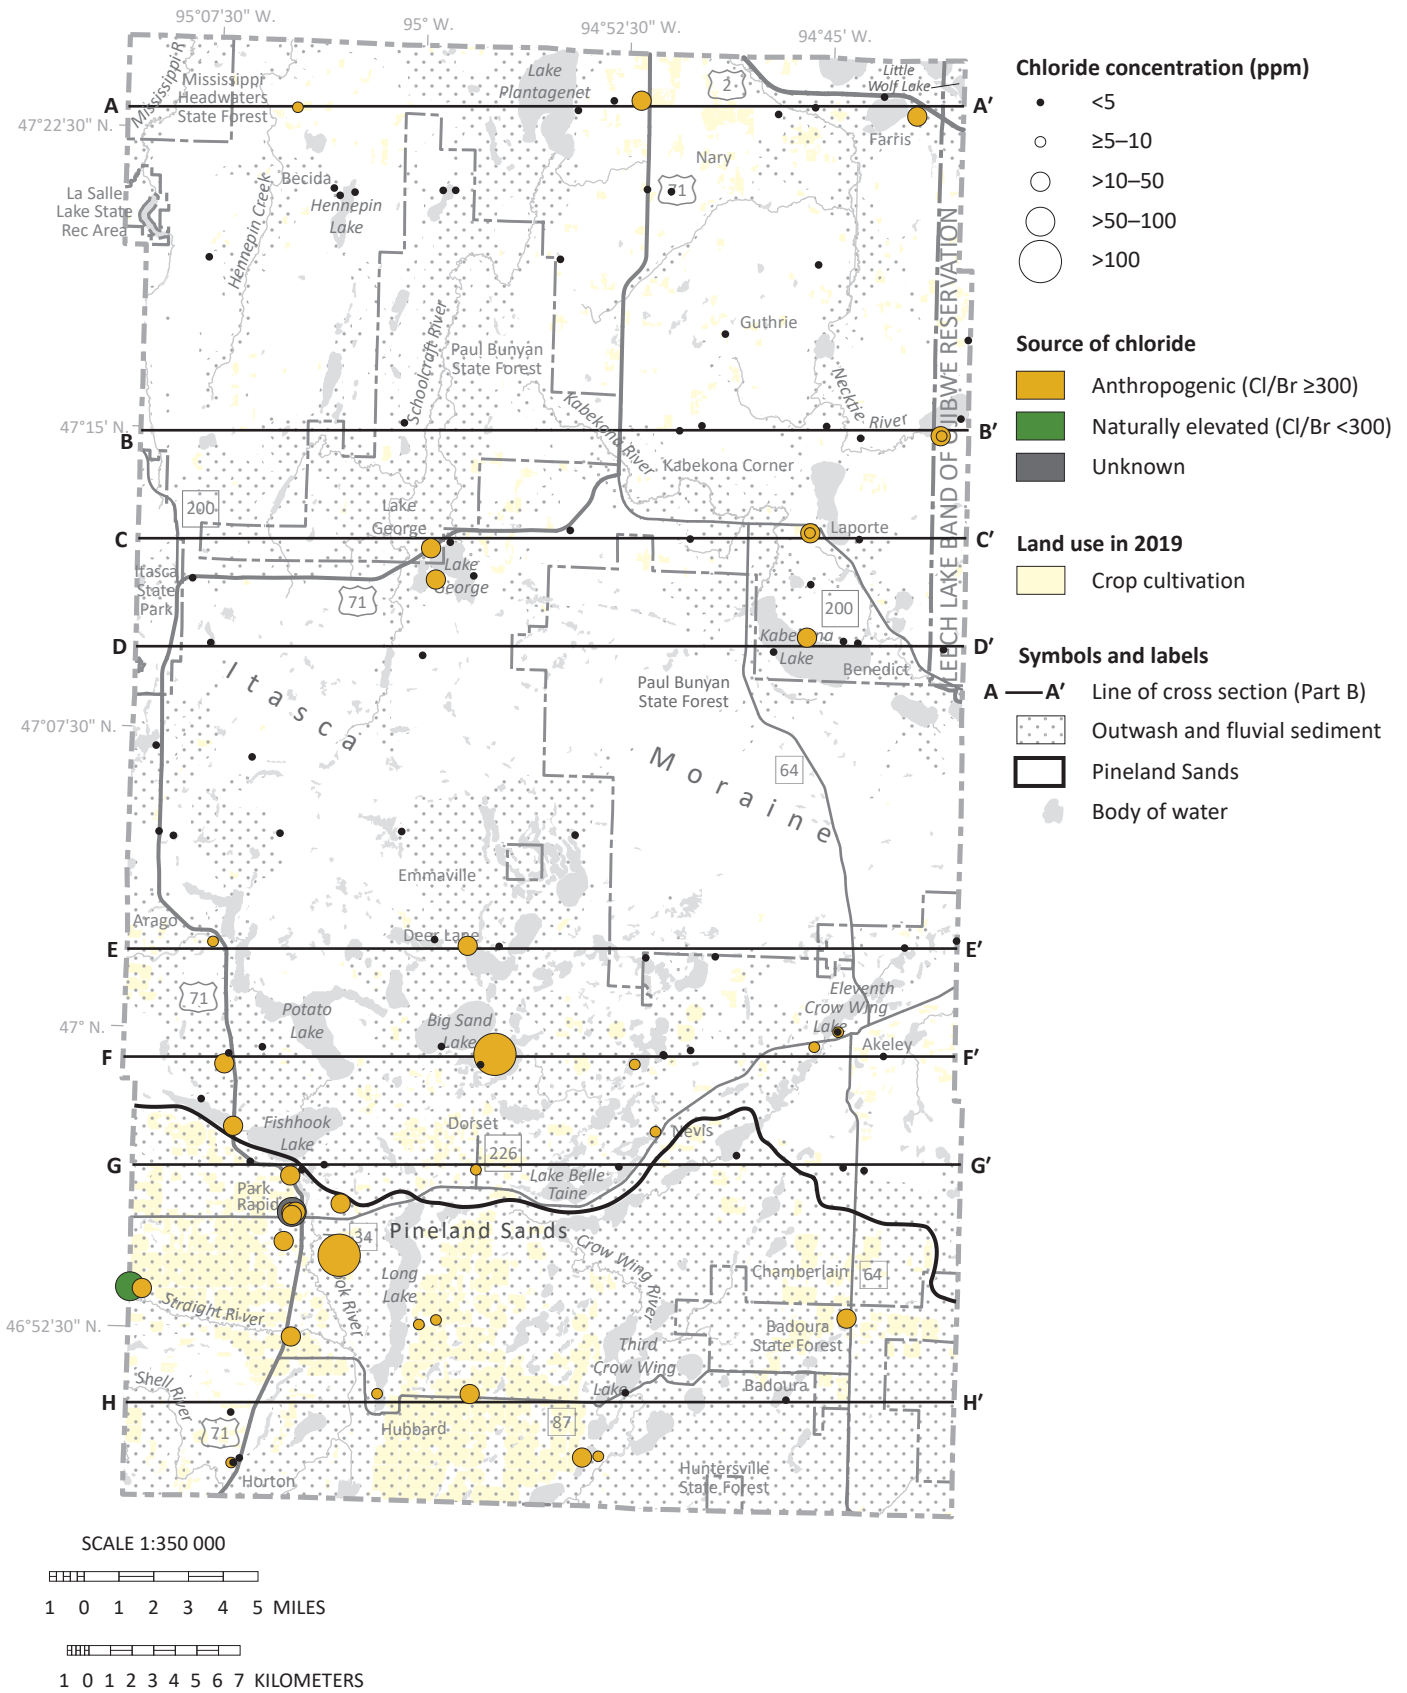 95°07'30" W.
95° W.
94°52'30" W.
94°45' W.
Mississippi R
Mississippi
Headwaters
State Forest
Lake
Plantagenet
2
Little
Wolf Lake
A
A′
47°22'30" N.
Farris
Nary
71
Becida
Hennepin
Lake
La Salle
Lake State
Rec Area
Hennepin Creek
Schoolcraft River
Guthrie
Paul Bunyan
State Forest
Necktie River
Kabekona River
LEECH LAKE BAND OF OJIBWE RESERVATION
47°15' N.
B
B′
Kabekona Corner
200
Lake
George
Laporte
C
C′
Lake
George
Itasca
State
Park
71
200
Kabekona
Lake
D
D′
Benedict
Paul Bunyan
State Forest
Itasca Moraine
47°07'30" N.
64
Emmaville
Arago
Deer Lane
E
E′
71
Potato
Lake
Big Sand
Lake
Eleventh
Crow Wing
Lake
47° N.
F
F′
Akeley
Fishhook
Lake
Dorset
Nevis
226
G
G′
Lake Belle
Taine
Park
Rapids
34
Pineland Sands
Crow Wing River
Long
Lake
Chamberlain
64
Straight River
46°52'30" N.
Badoura
State Forest
Third
Crow Wing
Lake
Shell River
Badoura
H
H′
71
Hubbard
87
Horton
Huntersville
State Forest
Chloride concentration (ppm)
<5
≥5–10
>10–50
>50–100
>100
Source of chloride
Anthropogenic (Cl/Br ≥300)
Naturally elevated (Cl/Br <300)
Unknown
Land use in 2019
Crop cultivation
Symbols and labels
A A′ Line of cross section (Part B)
Outwash and fluvial sediment
Pineland Sands
Body of water
SCALE 1:350 000
1 0 1 2 3 4 5 MILES
1 0 1 2 3 4 5 6 7 KILOMETERS